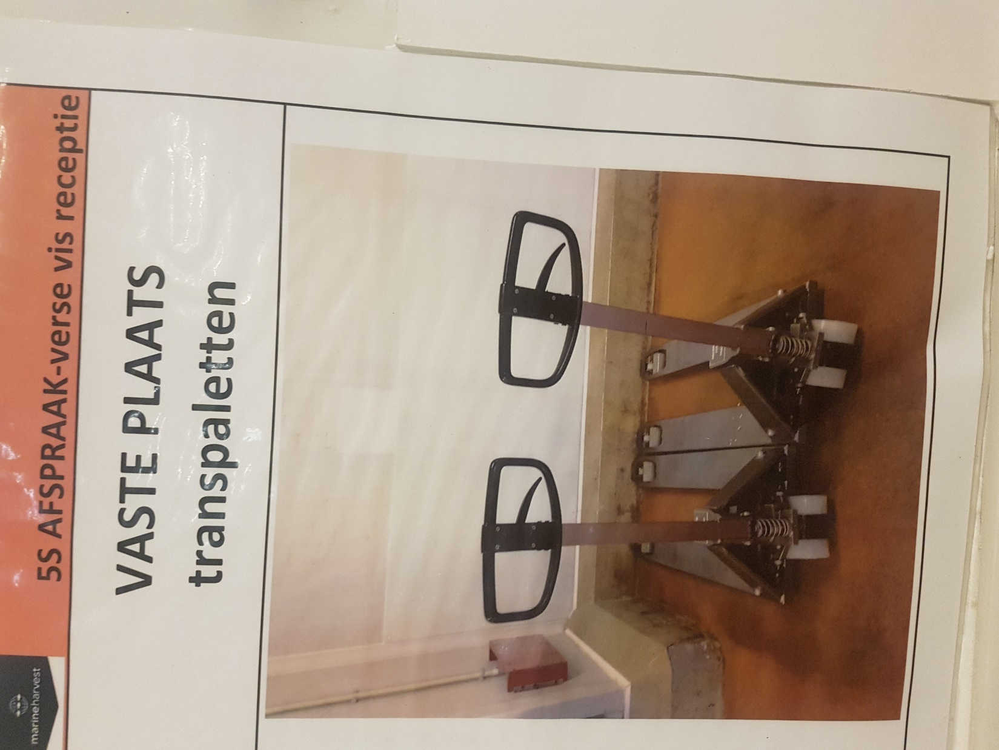 marineharvest
5S AFSPRAAK-verse vis receptie
VASTE PLAATS
transpaletten